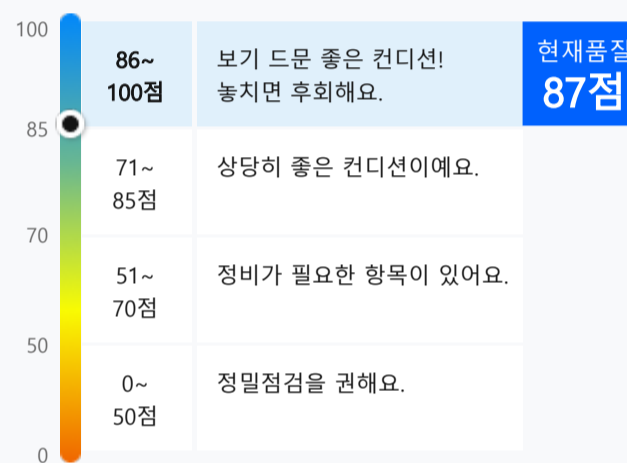 100
86~
100점
보기 드문 좋은 컨디션!
놓치면 후회해요.
현재품질
87점
85
71~
85점
상당히 좋은 컨디션이예요.
70
51~
70점
정비가 필요한 항목이 있어요.
50
0~
50점
정밀점검을 권해요.
0